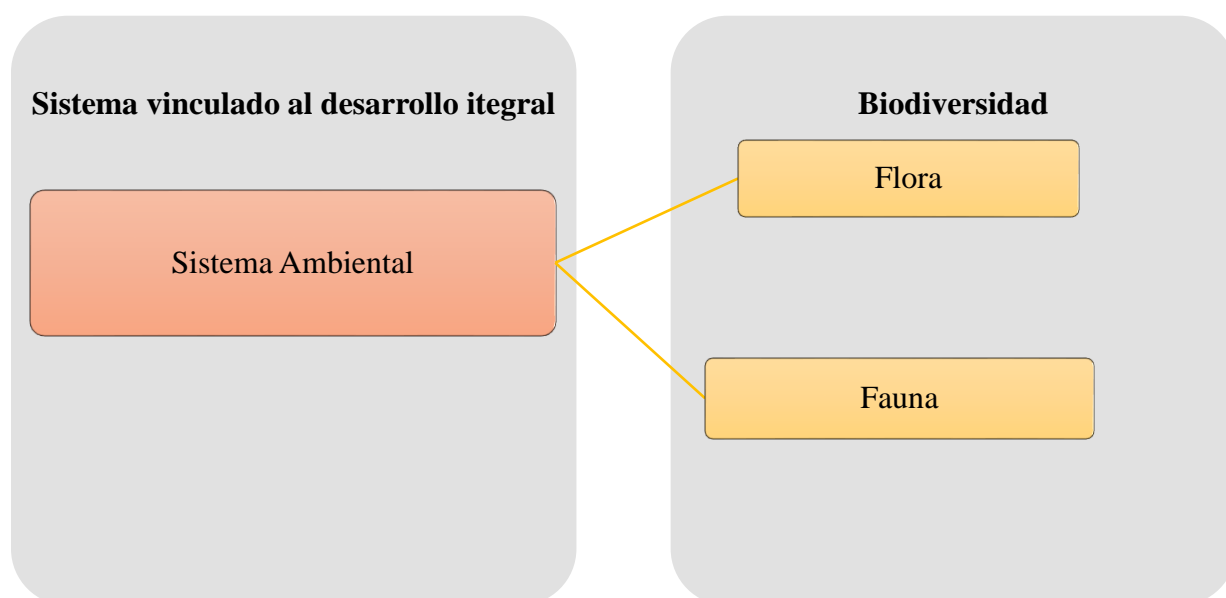 Sistema vinculado al desarrollo itegral
Sistema Ambiental
Biodiversidad
Flora
Fauna